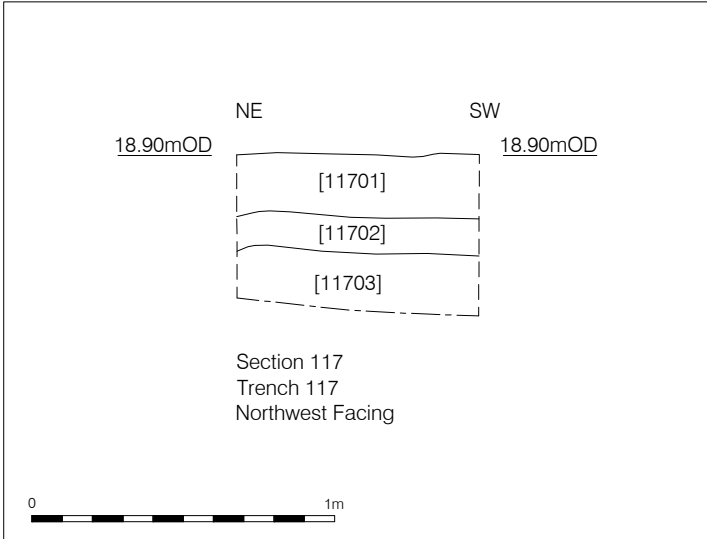 NE SW
18.90mOD 18.90mOD
[11701]
[11702]
[11703]
Section 117
Trench 117
Northwest Facing
0 1m